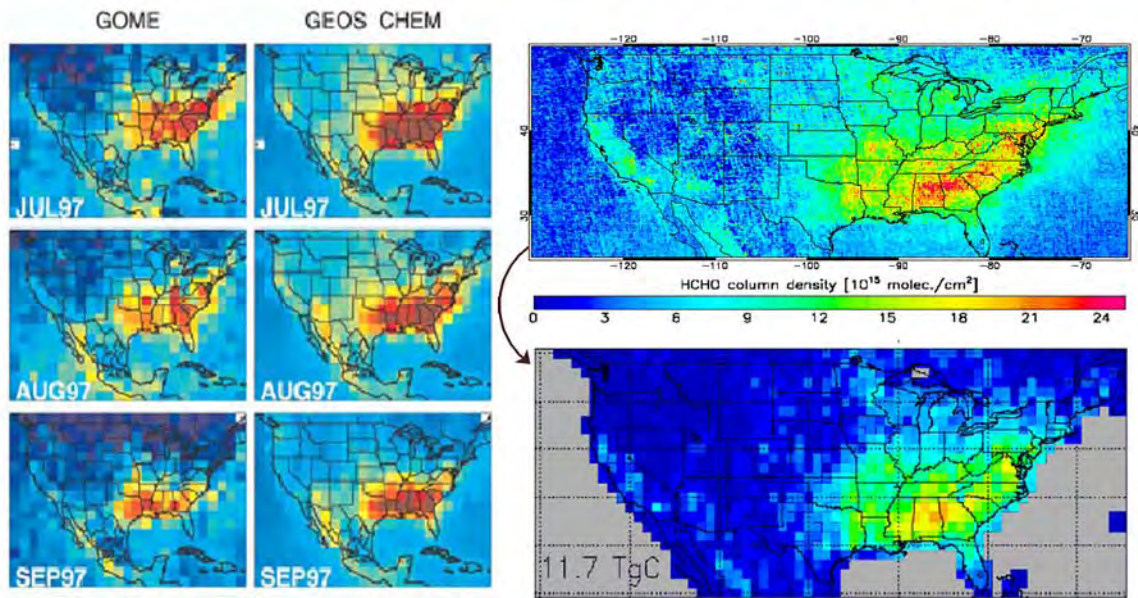 GOME GEOS CHEM
JUL97 JUL97
AUG97 AUG97
SEP97 SEP97
-120 -110 -100 -90 -80 -70
40 40
30 30
-120 -110 -100 -90 -80 -70
HCHO column density [10¹⁵ molec./cm²]
0 3 6 9 12 15 18 21 24
11.7 TgC